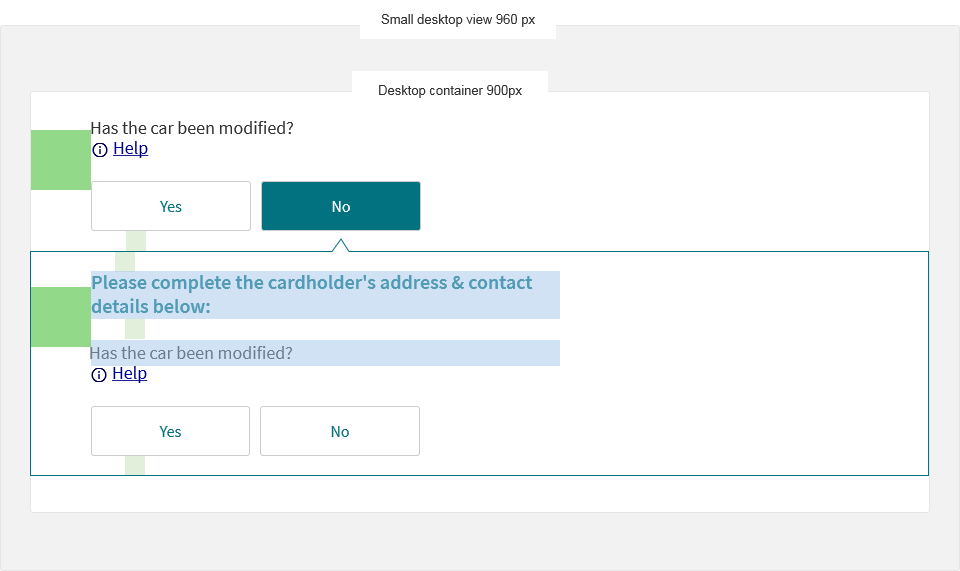 Small desktop view 960 px
Desktop container 900px
Has the car been modified?
Help
Yes
No
Please complete the cardholder's address & contact
details below:
Has the car been modified?
Help
Yes
No